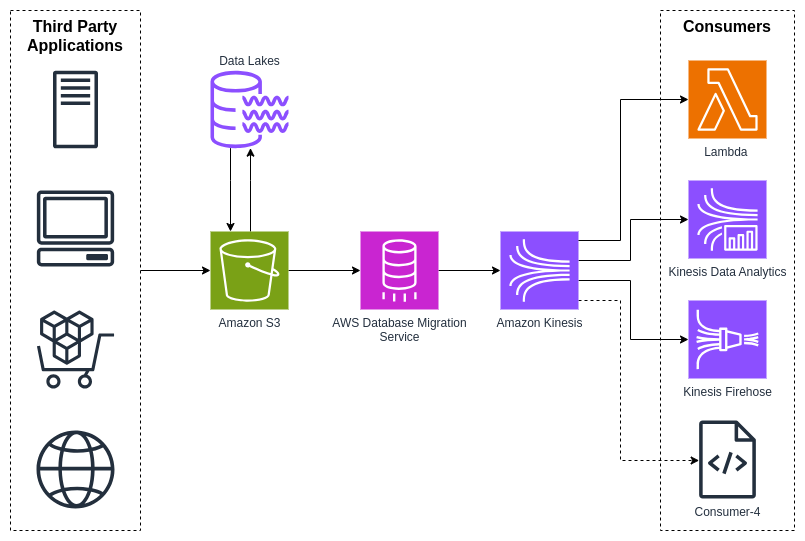 Third Party
Applications
Data Lakes
Amazon S3
AWS Database Migration
Service
Amazon Kinesis
Consumers
Lambda
Kinesis Data Analytics
Kinesis Firehose
Consumer-4